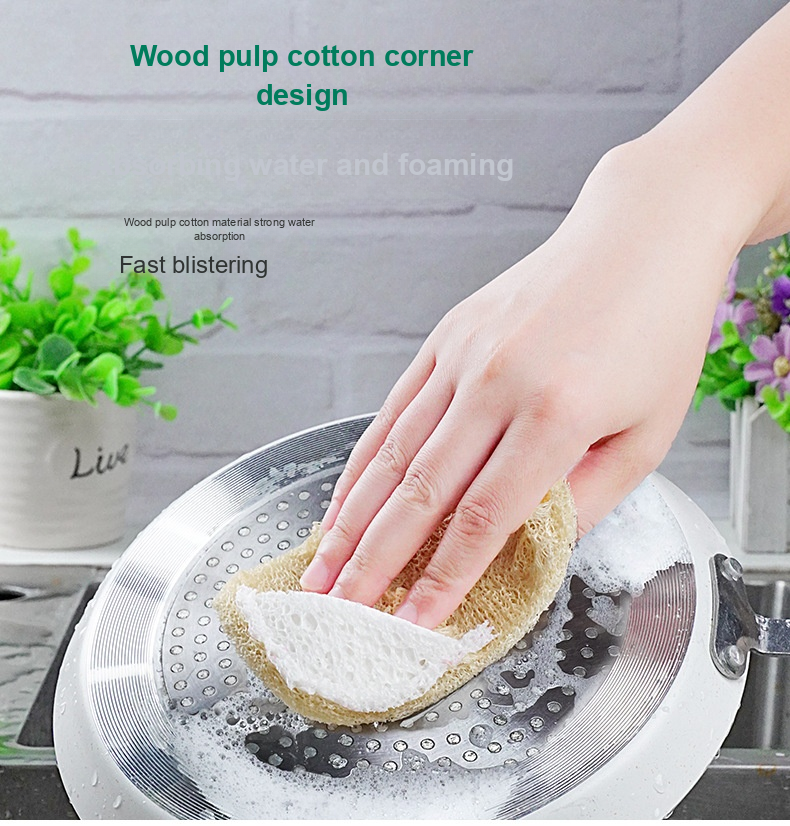 Wood pulp cotton corner
design
water and foaming
Wood pulp cotton material strong water
absorption
Fast blistering
Live